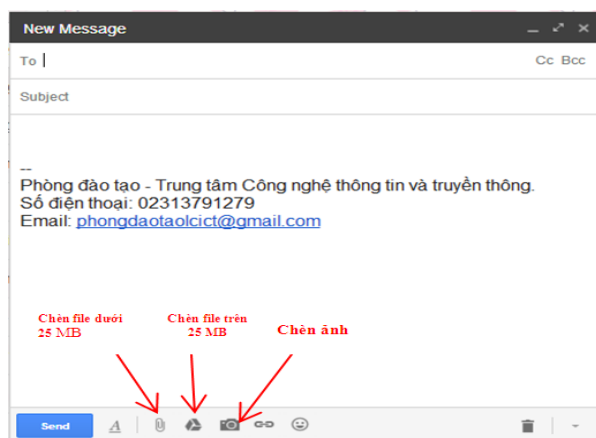 New Message
To Cc Bcc
Subject
--
Phòng đào tạo - Trung tâm Công nghệ thông tin và truyền thông.
Số điện thoại: 02313791279
Email: phongdaotaolcict@gmail.com
Chèn file dưới
25 MB
Chèn file trên
25 MB
Chèn ảnh
Send A